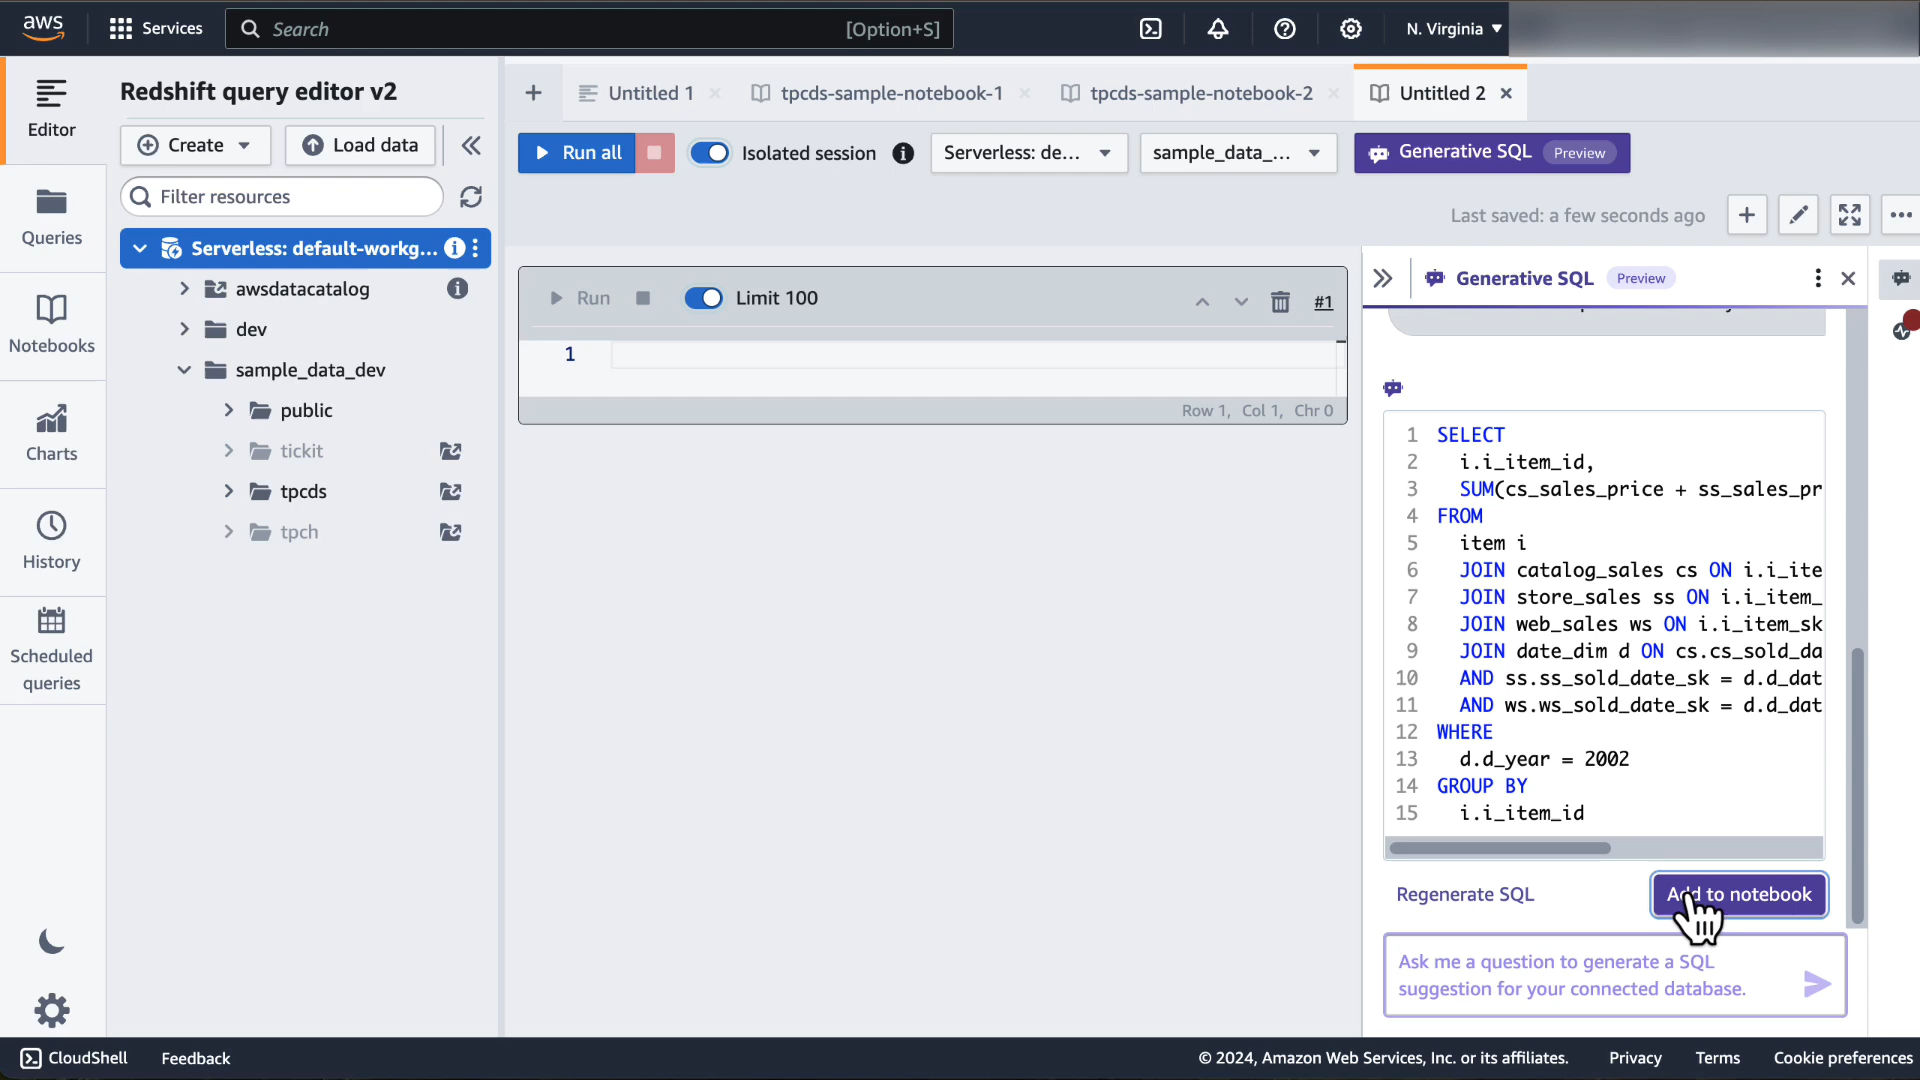 aws
Services
Search
[Option+S]
N. Virginia
Editor
Queries
Notebooks
Charts
History
Scheduled
queries
Redshift query editor v2
Create
Load data
Filter resources
Serverless: default-workg...
awsdatacatalog
dev
sample_data_dev
public
tickit
tpcds
tpch
Untitled 1
tpcds-sample-notebook-1
tpcds-sample-notebook-2
Untitled 2
Run all
Isolated session
Serverless: de...
sample_data_...
Generative SQL
Preview
Last saved: a few seconds ago
Run
Limit 100
#1
1
Row 1, Col 1, Chr 0
Generative SQL
Preview
1 SELECT
2 i.i_item_id,
3 SUM(cs_sales_price + ss_sales_pr
4 FROM
5 item i
6 JOIN catalog_sales cs ON i.i_ite
7 JOIN store_sales ss ON i.i_item_
8 JOIN web_sales ws ON i.i_item_sk
9 JOIN date_dim d ON cs.cs_sold_da
10 AND ss.ss_sold_date_sk = d.d_dat
11 AND ws.ws_sold_date_sk = d.d_dat
12 WHERE
13 d.d_year = 2002
14 GROUP BY
15 i.i_item_id
Regenerate SQL
Add to notebook
Ask me a question to generate a SQL
suggestion for your connected database.
CloudShell
Feedback
© 2024, Amazon Web Services, Inc. or its affiliates.
Privacy
Terms
Cookie preferences